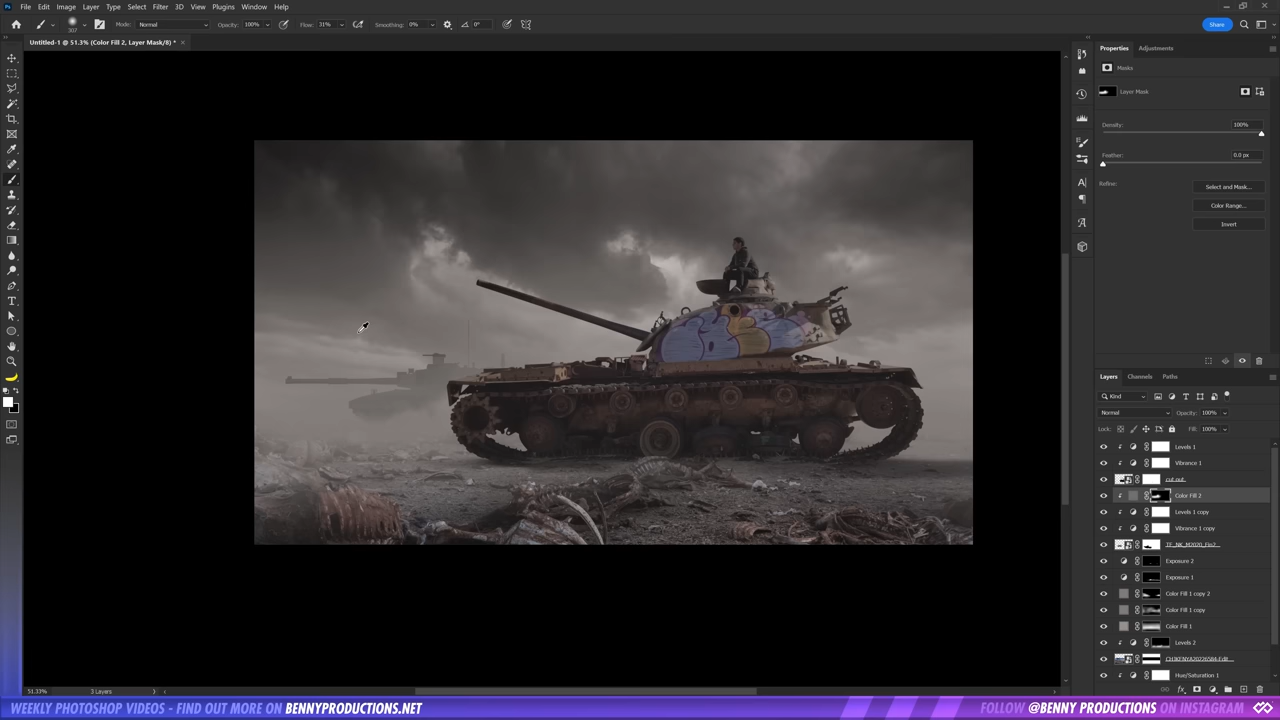 File Edit Image Layer Type Select Filter 3D View Plugins Window Help
307 Mode: Normal Opacity: 100% Flow: 31% Smoothing: 0% 0° Share
Untitled-1 @ 51.3% (Color Fill 2, Layer Mask/8) *
Properties Adjustments
Masks
Layer Mask
Density: 100%
Feather: 0.0 px
Refine: Select and Mask...
Color Range...
Invert
Layers Channels Paths
Kind
Normal Opacity: 100%
Lock: Fill: 100%
Levels 1
Vibrance 1
cut out
Color Fill 2
Levels 1 copy
Vibrance 1 copy
Exposure 2
Exposure 1
Color Fill 1 copy 2
Color Fill 1 copy
Color Fill 1
Levels 2
Hue/Saturation 1
51.33% 3 Layers
WEEKLY PHOTOSHOP VIDEOS - FIND OUT MORE ON BENNYPRODUCTIONS.NET
FOLLOW @BENNY PRODUCTIONS ON INSTAGRAM